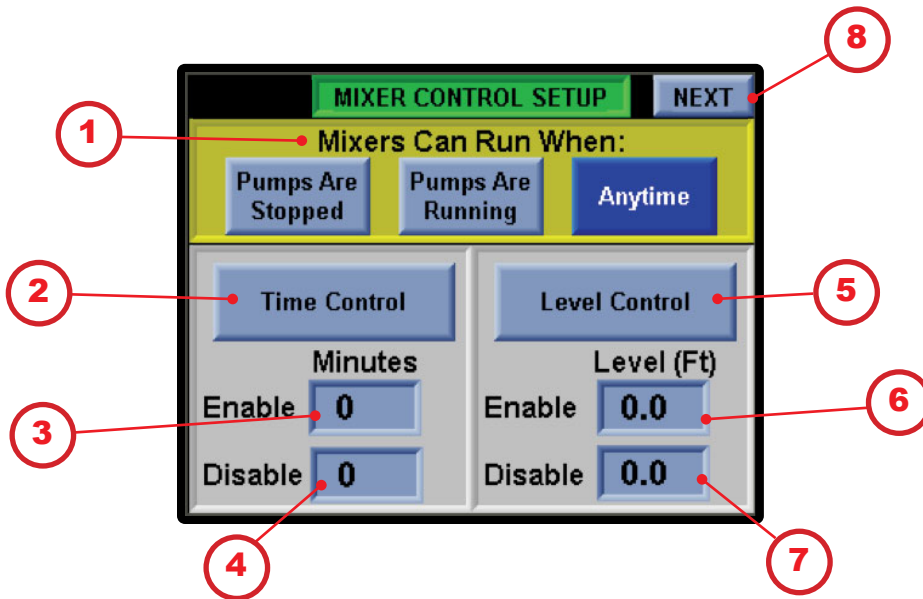 8
MIXER CONTROL SETUP NEXT
1
Mixers Can Run When:
Pumps Are Stopped
Pumps Are Running
Anytime
2
Time Control
Level Control
5
Minutes
Level (Ft)
3
Enable 0
Enable 0.0
6
Disable 0
Disable 0.0
4
7